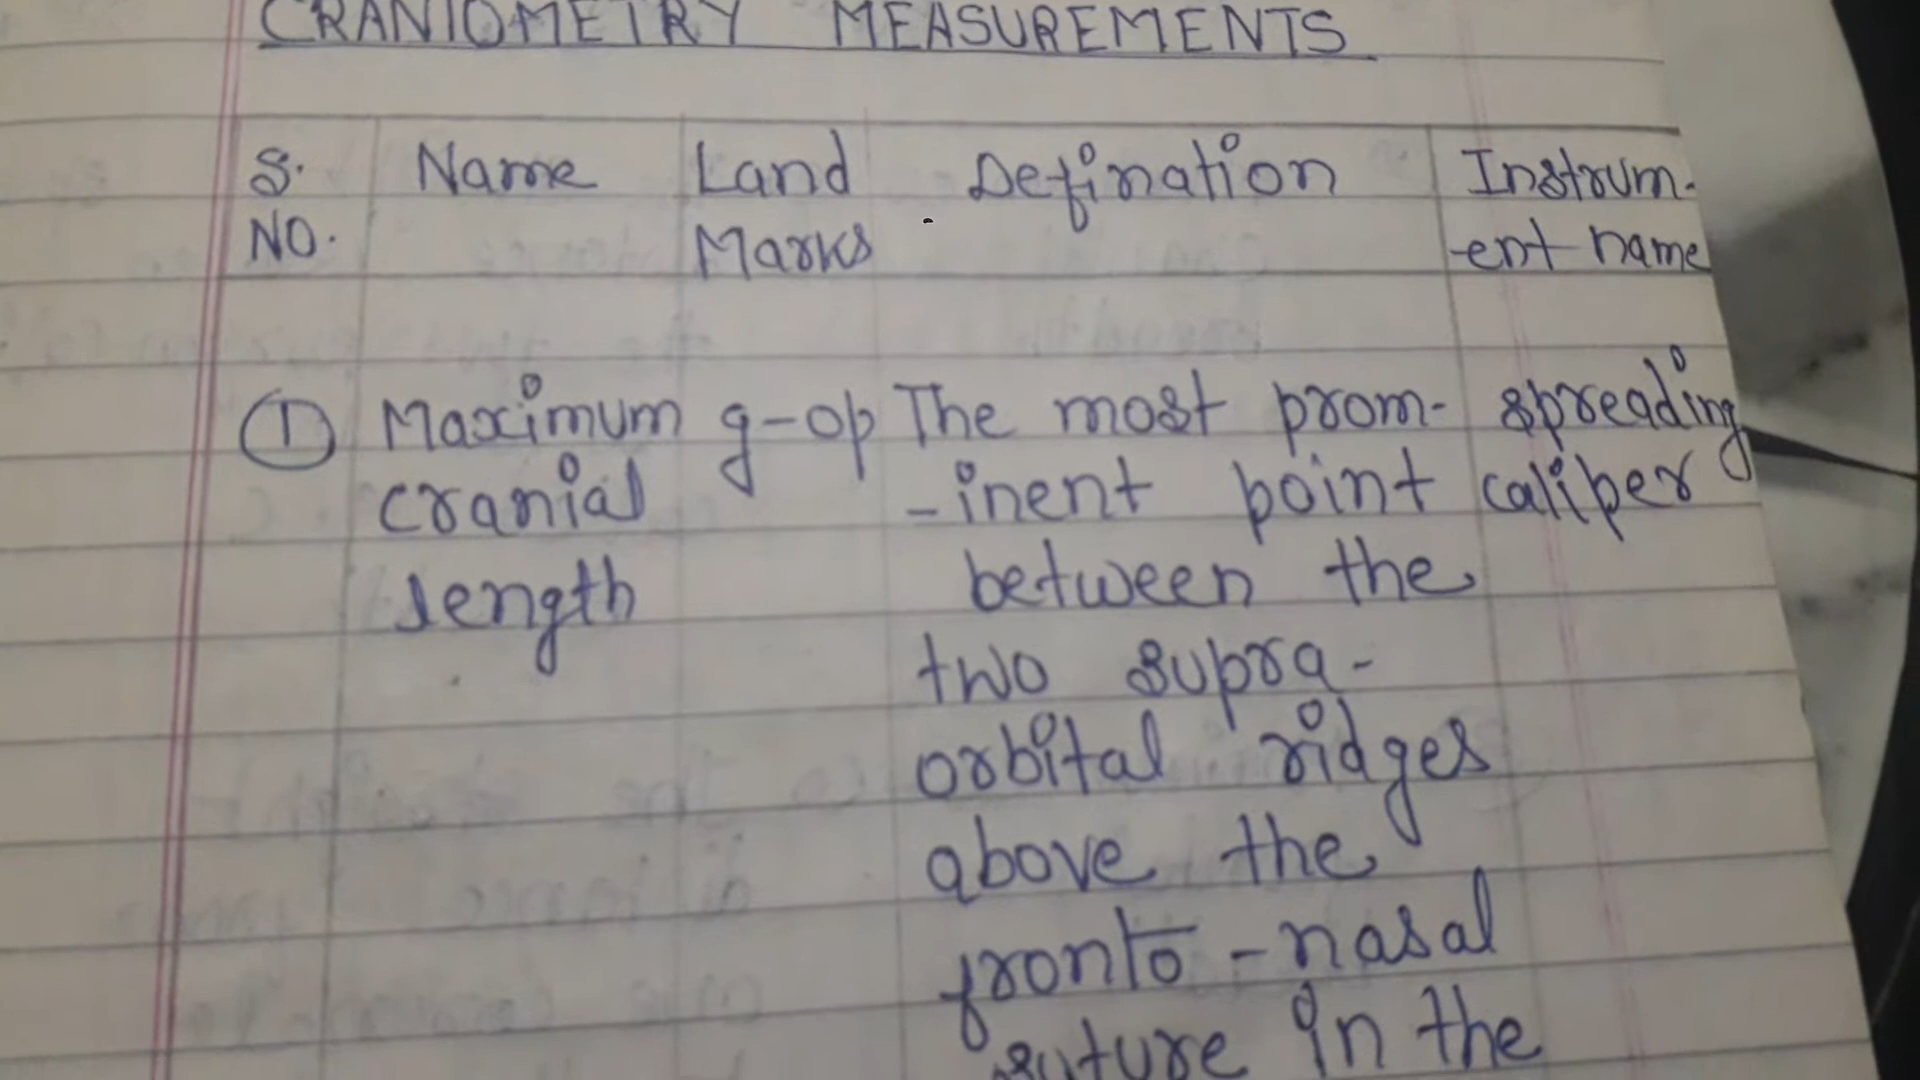 CRANIOMETRY MEASUREMENTS
S. NO. Name Land Marks Defination Instrum- -ent name
① Maximum g-op The most prom- spreading
cranial -inent point caliper
length between the
two supra-
orbital ridges
above the
fronto-nasal
suture in the